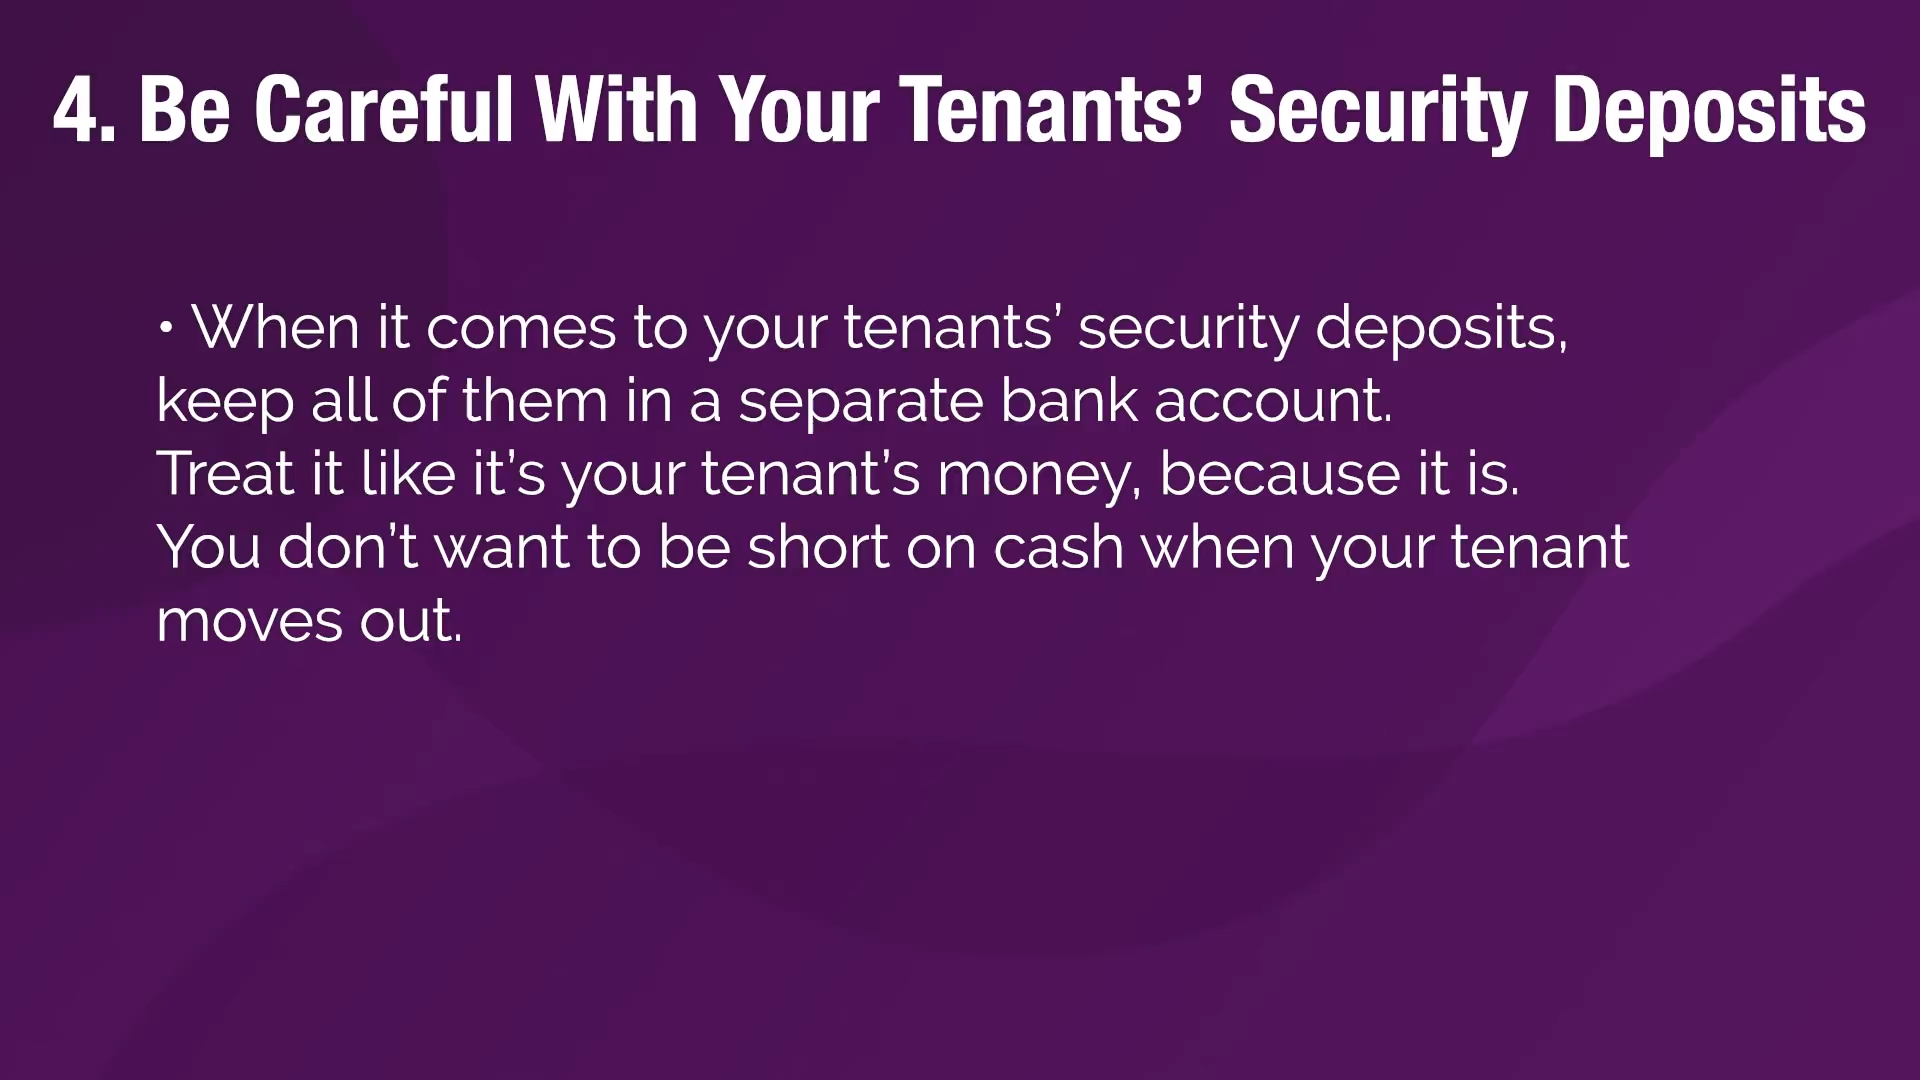 4. Be Careful With Your Tenants’ Security Deposits
• When it comes to your tenants’ security deposits,
keep all of them in a separate bank account.
Treat it like it’s your tenant’s money, because it is.
You don’t want to be short on cash when your tenant
moves out.